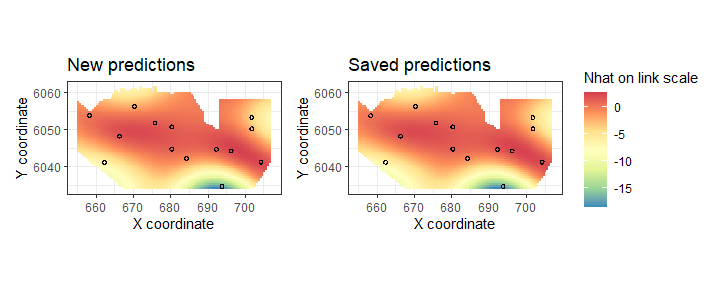 New predictions
Saved predictions
Nhat on link scale
Y coordinate
6060
6050
6040
660
670
680
690
700
X coordinate
Y coordinate
6060
6050
6040
660
670
680
690
700
X coordinate
0
-5
-10
-15